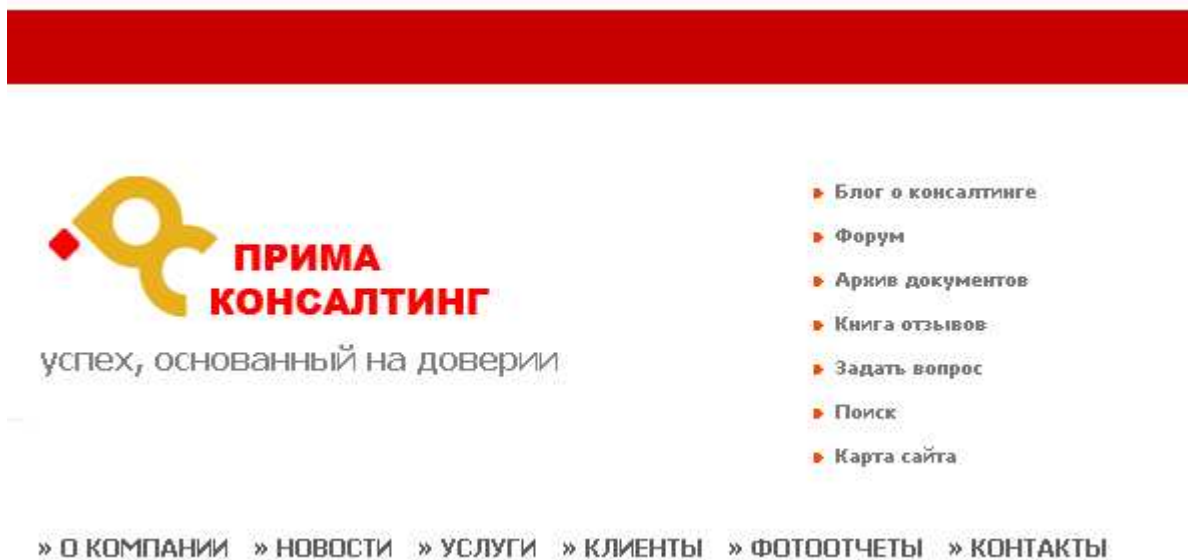 ПРИМА
КОНСАЛТИНГ
успех, основанный на доверии
Блог о консалтинге
Форум
Архив документов
Книга отзывов
Задать вопрос
Поиск
Карта сайта
» О КОМПАНИИ » НОВОСТИ » УСЛУГИ » КЛИЕНТЫ » ФОТООТЧЕТЫ » КОНТАКТЫ